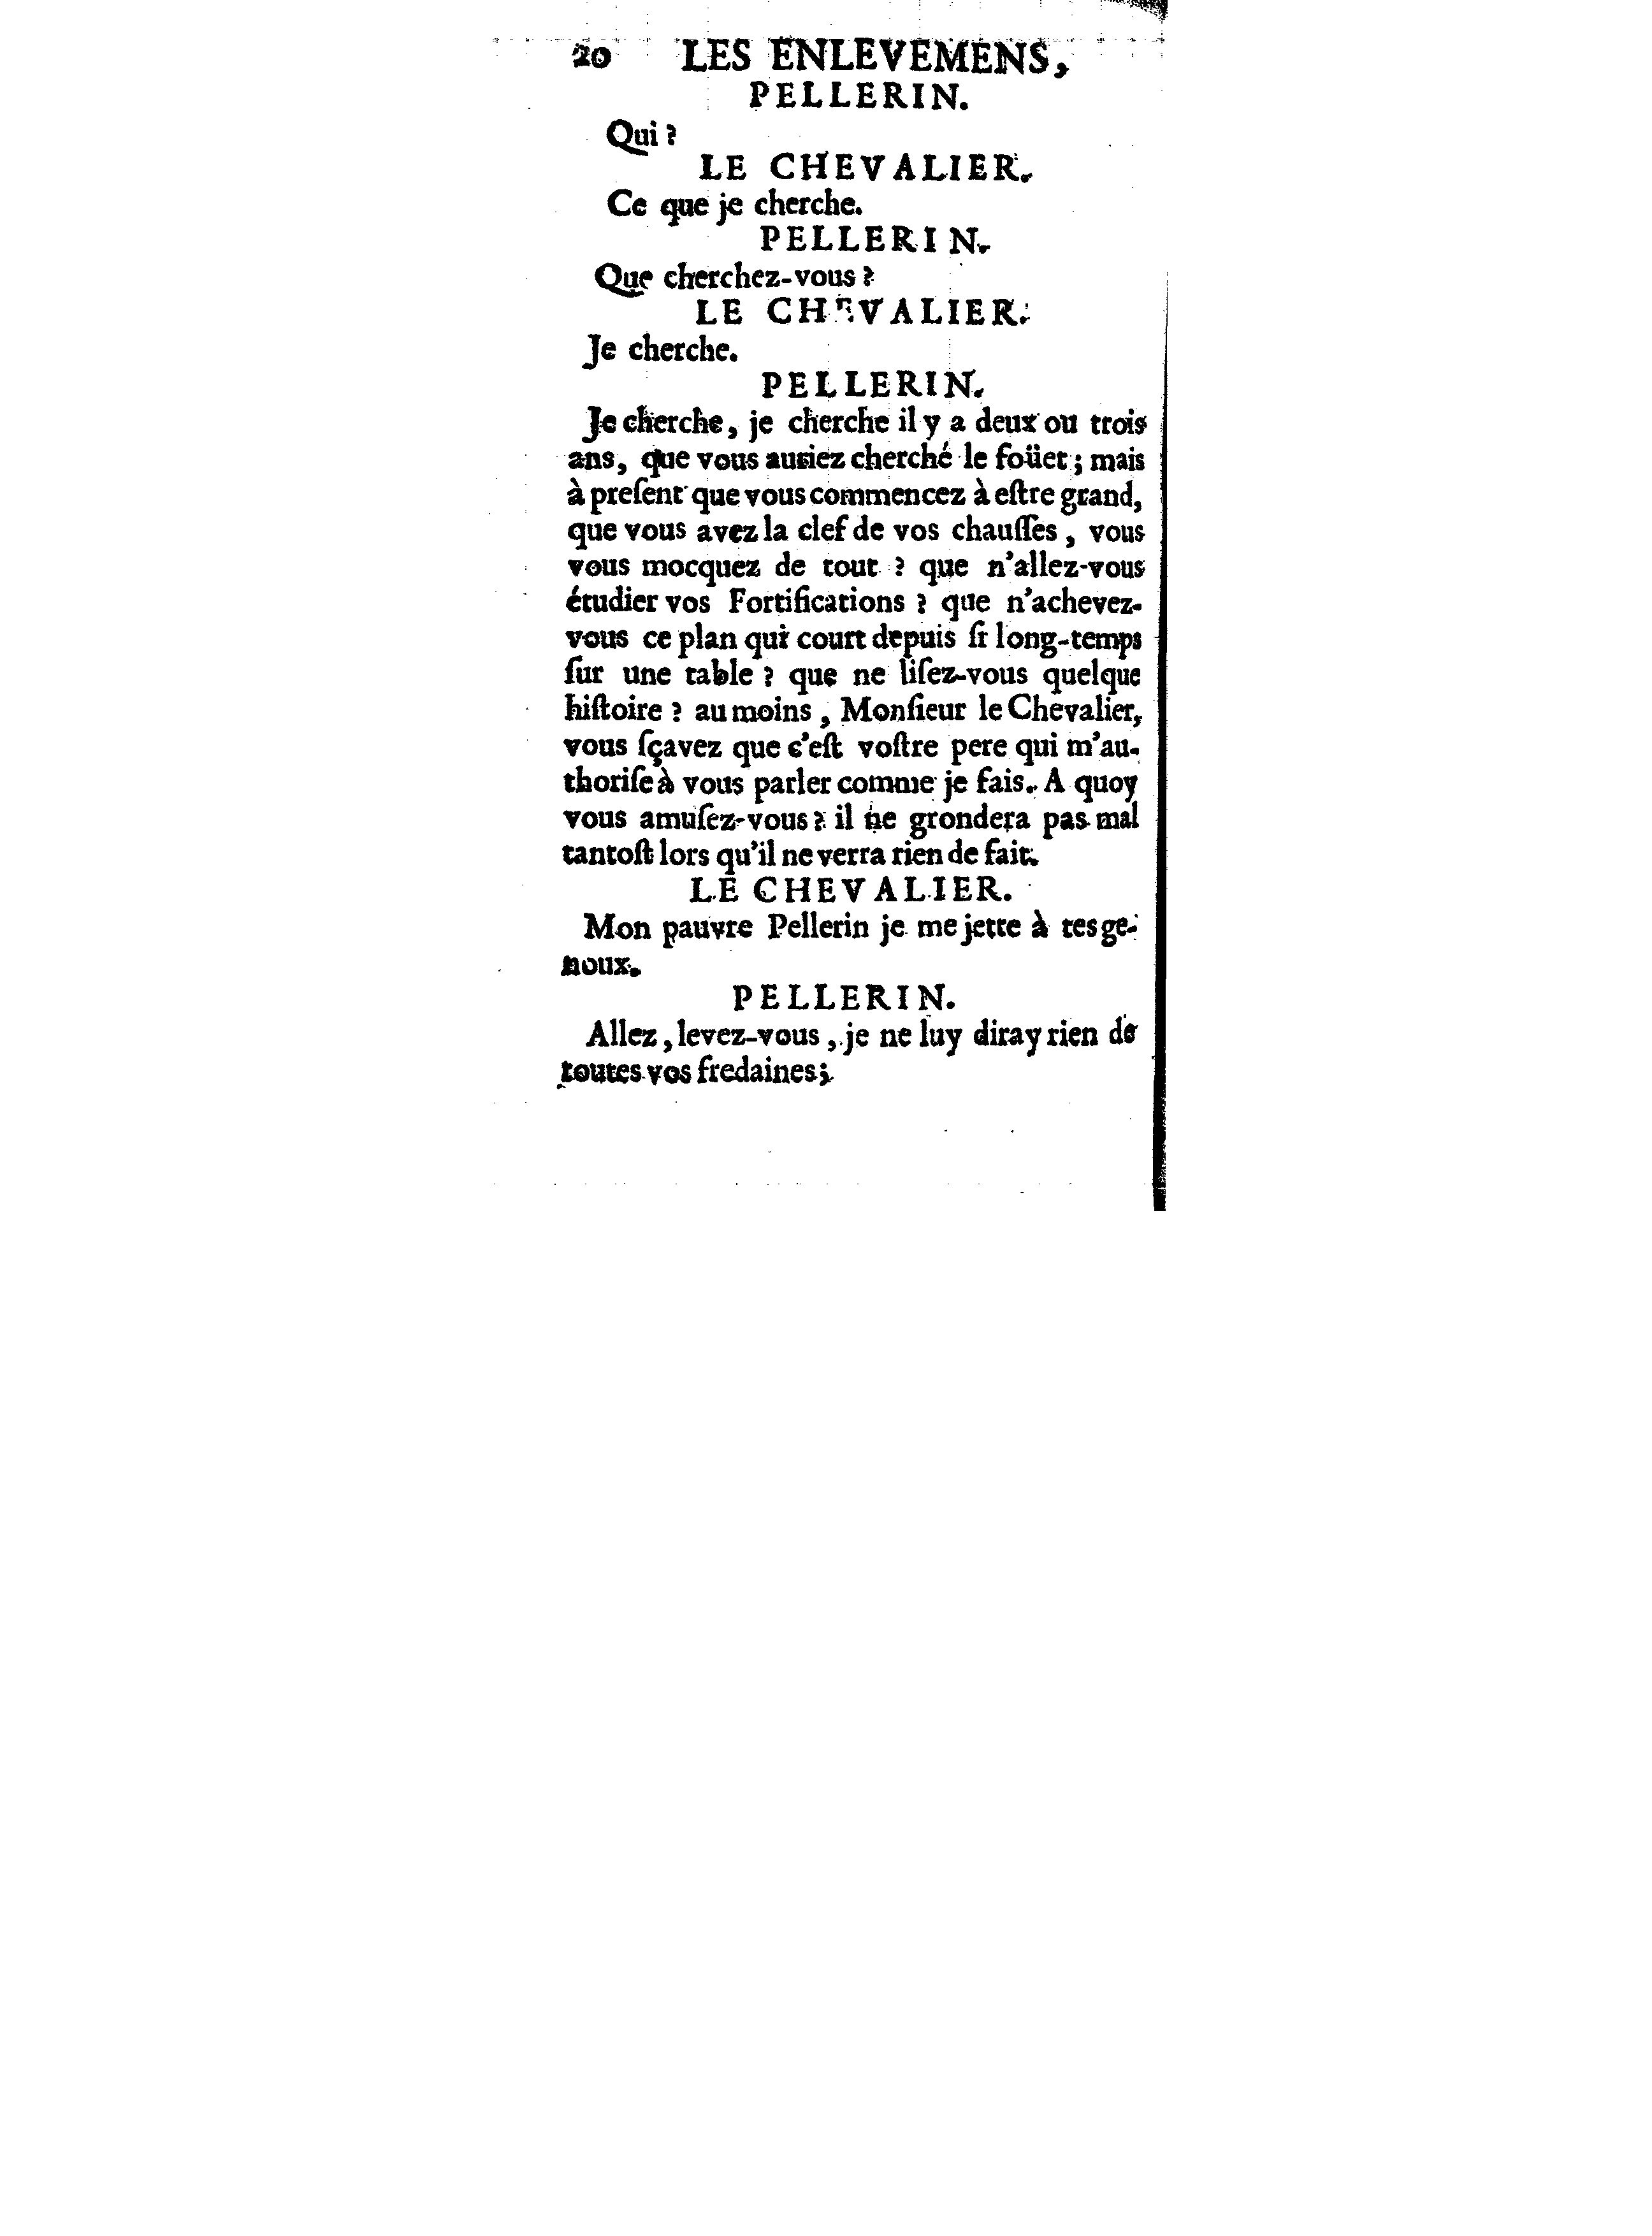 20 LES ENLEVEMENS,
PELLERIN.
Qui ?
LE CHEVALIER.
Ce que je cherche.
PELLERIN.
Que cherchez-vous ?
LE CHEVALIER.
Je cherche.
PELLERIN.
Je cherche, je cherche il y a deux ou trois
ans, que vous auriez cherché le foüet ; mais
à preſent que vous commencez à eſtre grand,
que vous avez la clef de vos chauſſes , vous
vous mocquez de tout ? que n'allez-vous
étudier vos Fortifications ? que n'achevez-
vous ce plan qui court depuis ſi long-temps
ſur une table ? que ne liſez-vous quelque
hiſtoire ? au moins , Monſieur le Chevalier,
vous ſçavez que c'eſt voſtre pere qui m'au-
thoriſe à vous parler comme je fais. A quoy
vous amuſez-vous ? il ne grondera pas mal
tantoſt lors qu'il ne verra rien de fait.
LE CHEVALIER.
Mon pauvre Pellerin je me jette à tes ge-
noux.
PELLERIN.
Allez , levez-vous , je ne luy diray rien de
toutes vos fredaines ;